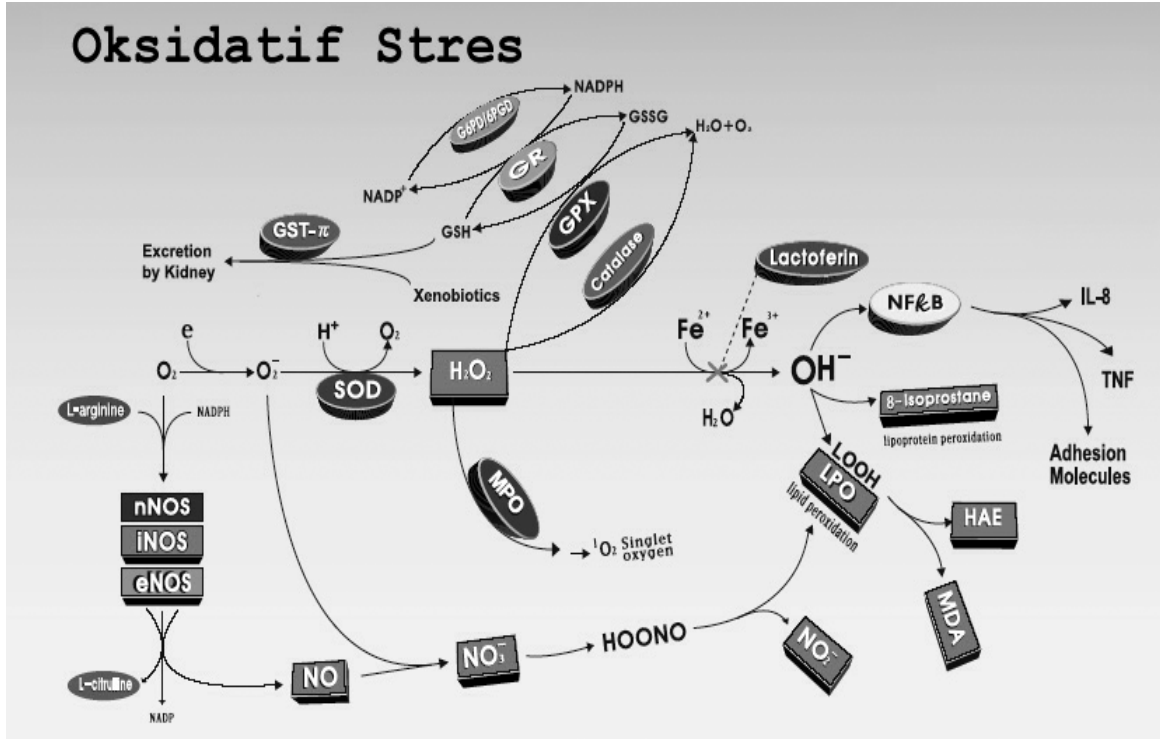 Oksidatif Stres
NADPH
G6PD/6PGD
GSSG
H₂O+O₂
GR
NADP⁺
GPX
GSH
GST-π
Catalase
Excretion
by Kidney
Xenobiotics
Lactoferin
NFkB
IL-8
e
H⁺
O₂
Fe²⁺
Fe³⁺
O₂
O₂⁻
SOD
H₂O₂
OH⁻
TNF
H₂O
8-Isoprostane
lipoprotein peroxidation
L-arginine
NADPH
Adhesion
Molecules
LOOH
LPO
lipid peroxidation
MPO
nNOS
iNOS
eNOS
HAE
¹O₂ Singlet
oxygen
MDA
HOONO
NO₃⁻
NO₂⁻
NO
NADP